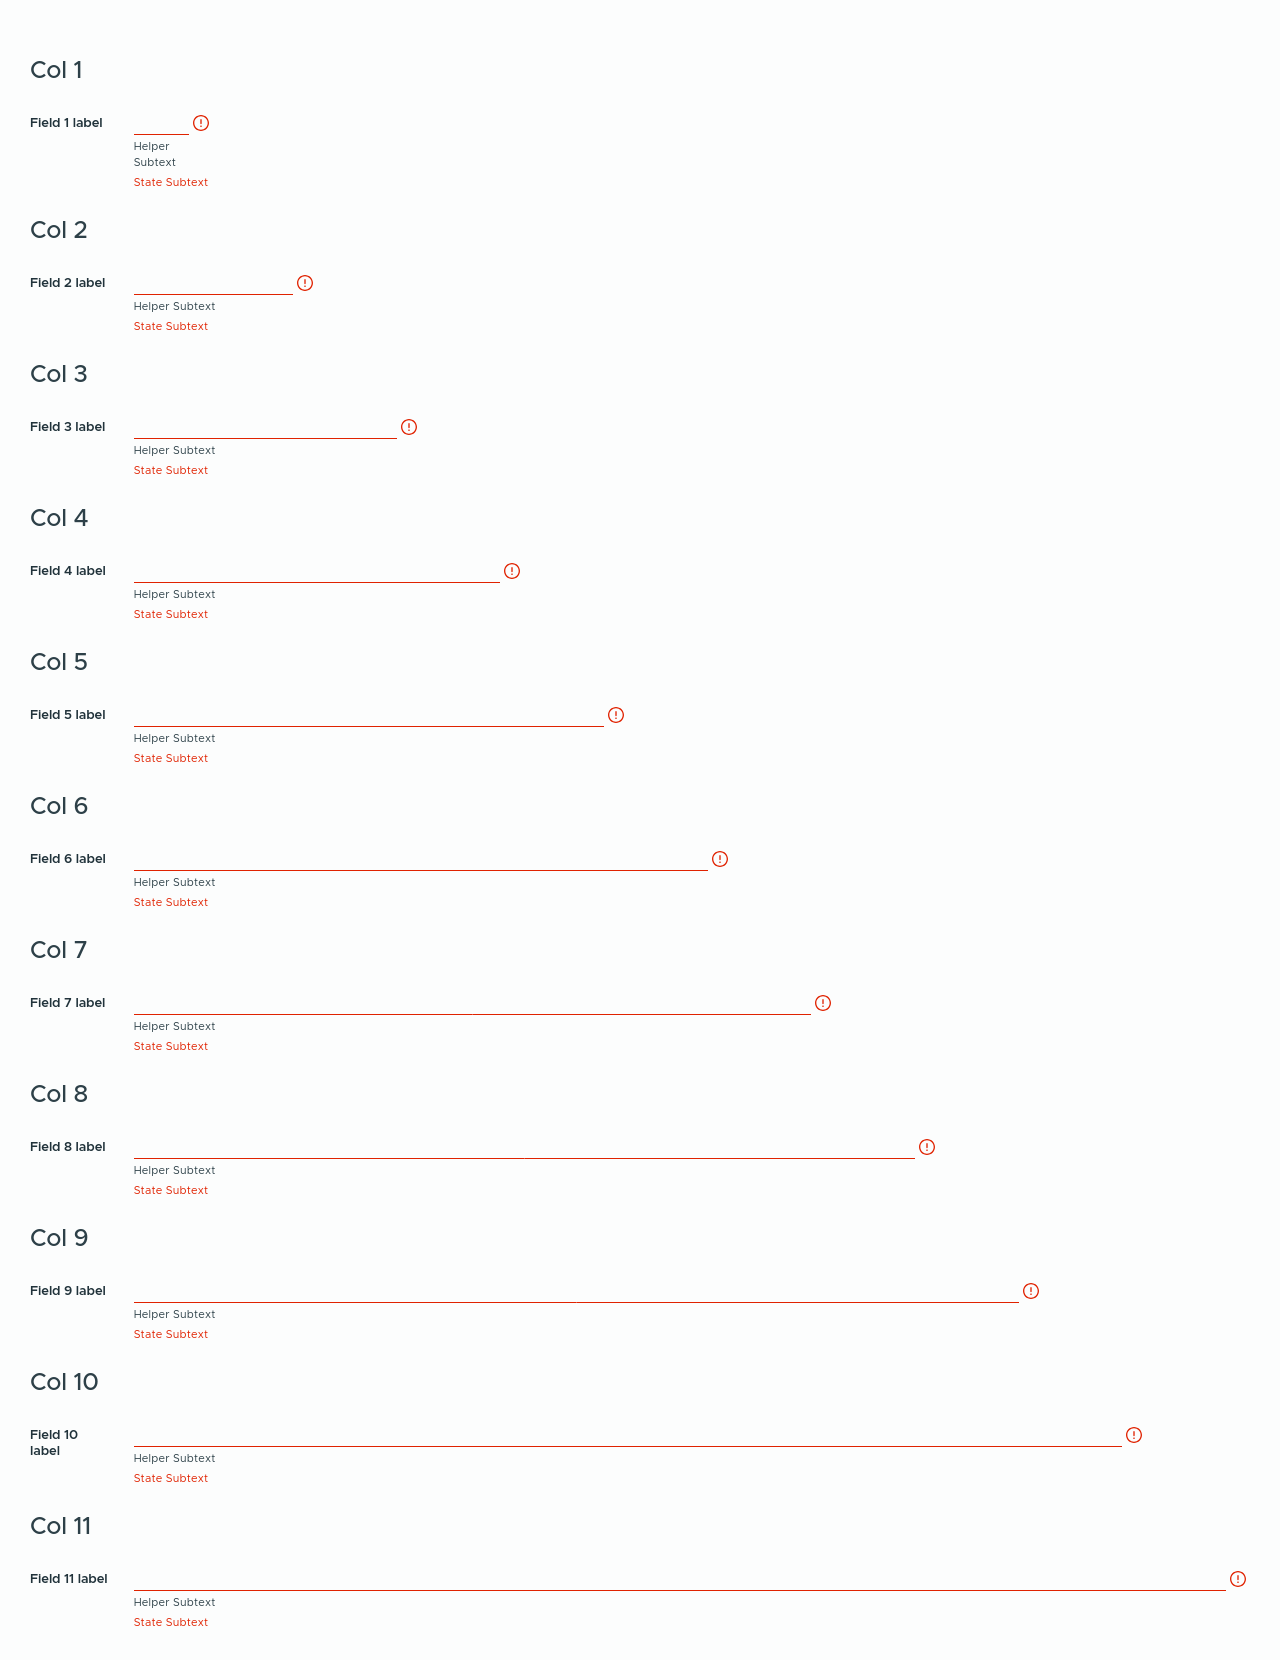 Col 1
Field 1 label
Helper
Subtext
State Subtext
Col 2
Field 2 label
Helper Subtext
State Subtext
Col 3
Field 3 label
Helper Subtext
State Subtext
Col 4
Field 4 label
Helper Subtext
State Subtext
Col 5
Field 5 label
Helper Subtext
State Subtext
Col 6
Field 6 label
Helper Subtext
State Subtext
Col 7
Field 7 label
Helper Subtext
State Subtext
Col 8
Field 8 label
Helper Subtext
State Subtext
Col 9
Field 9 label
Helper Subtext
State Subtext
Col 10
Field 10
label
Helper Subtext
State Subtext
Col 11
Field 11 label
Helper Subtext
State Subtext